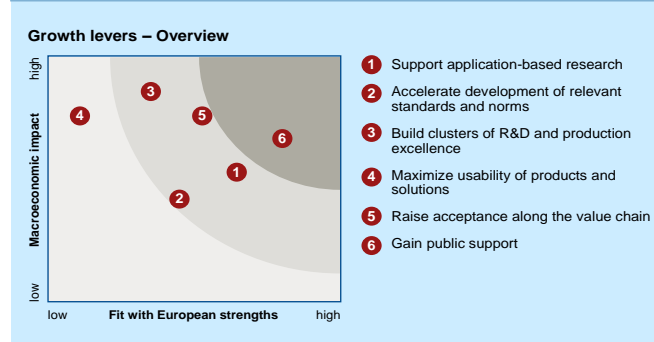 Growth levers – Overview
high
Macroeconomic impact
low
3
4
5
6
1
2
low
Fit with European strengths
high
1 Support application-based research
2 Accelerate development of relevant
standards and norms
3 Build clusters of R&D and production
excellence
4 Maximize usability of products and
solutions
5 Raise acceptance along the value chain
6 Gain public support